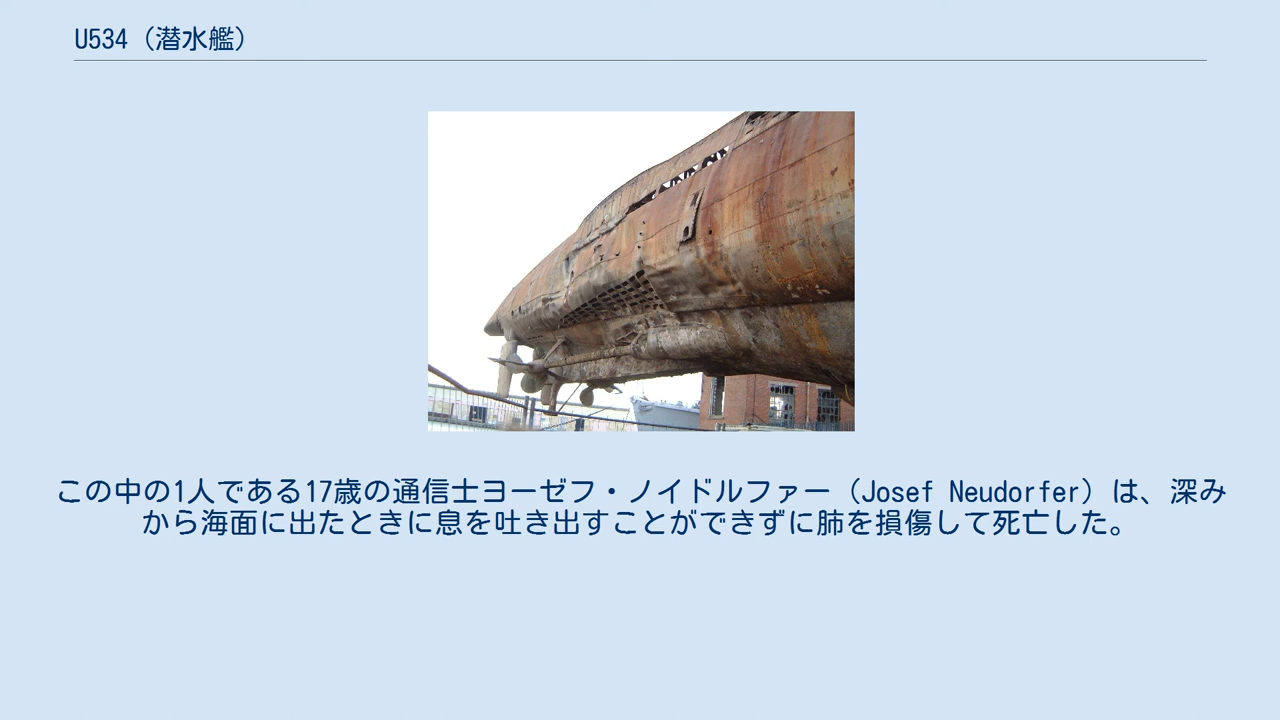 U534（潜水艦）
この中の1人である17歳の通信士ヨーゼフ・ノイドルファー（Josef Neudorfer）は、深み
から海面に出たときに息を吐き出すことができずに肺を損傷して死亡した。